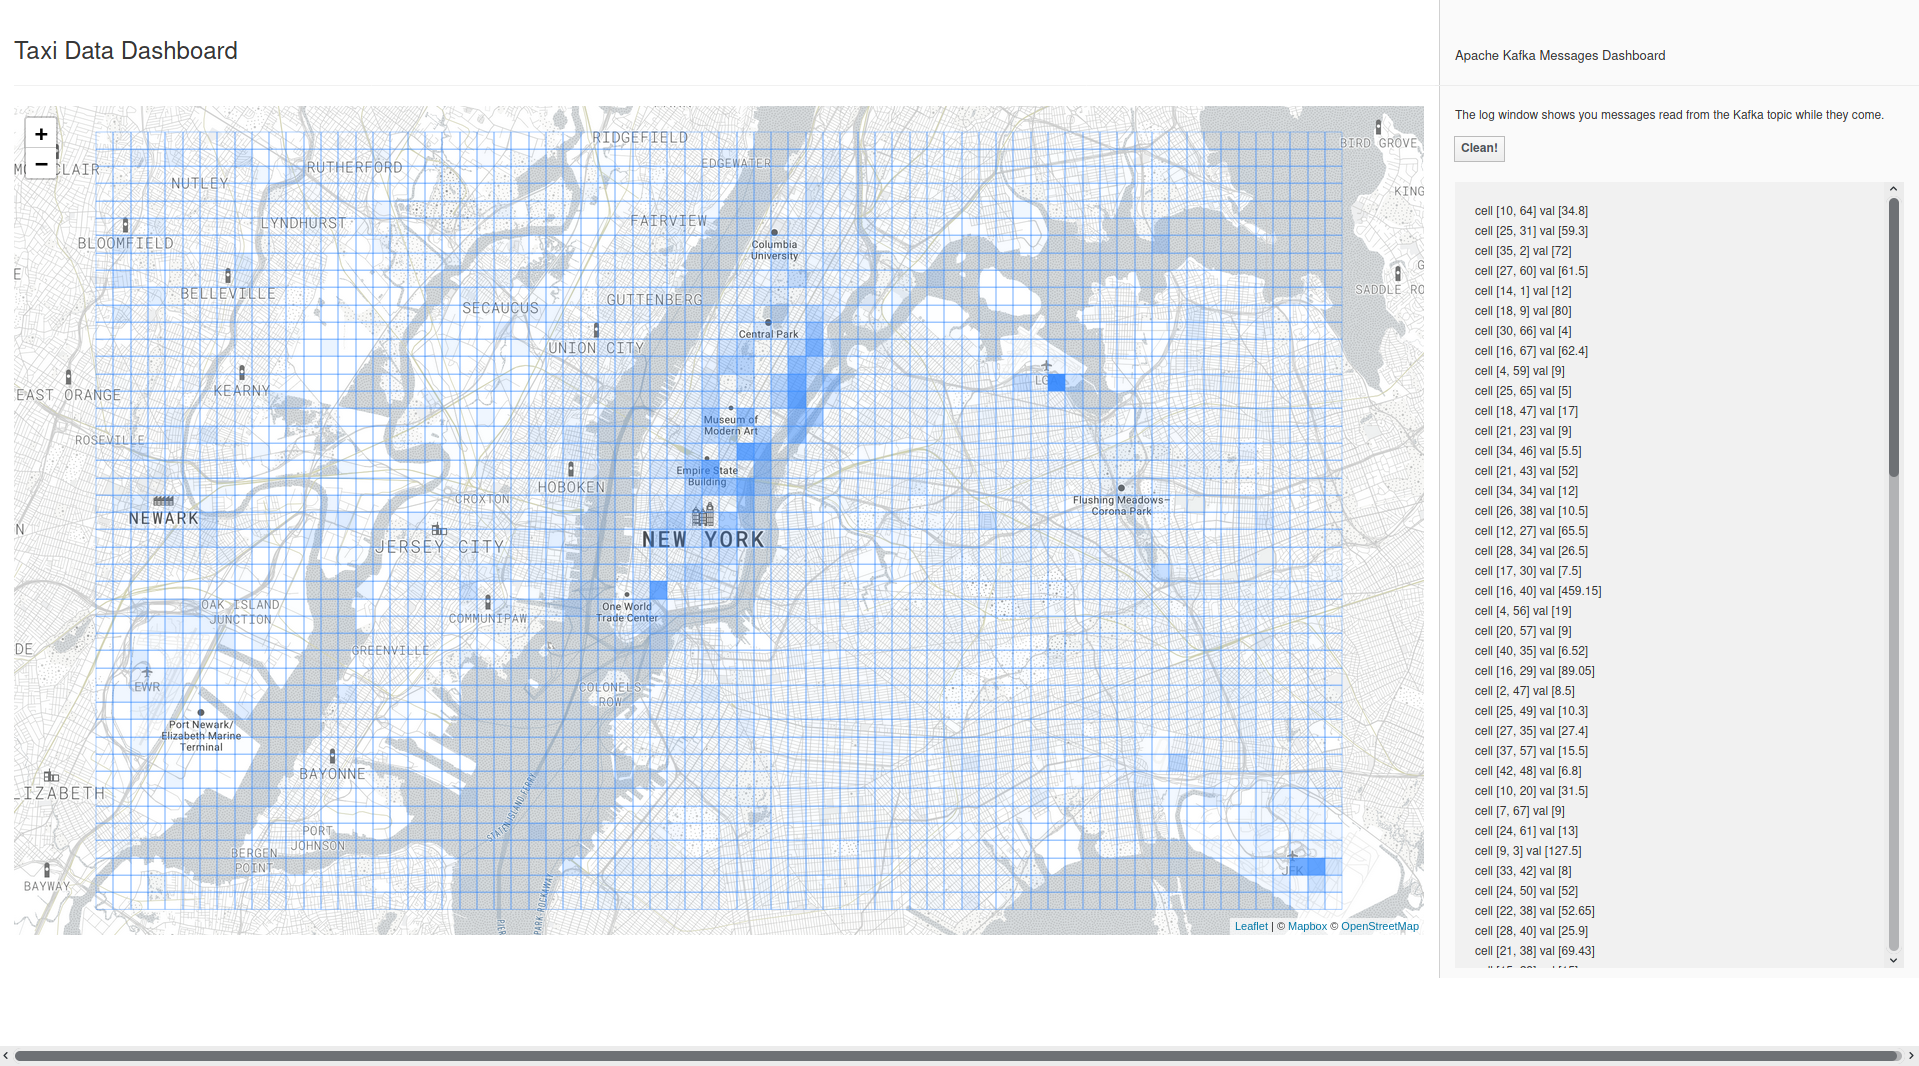 Taxi Data Dashboard
Apache Kafka Messages Dashboard
The log window shows you messages read from the Kafka topic while they come.
Clean!
+
−
RIDGEFIELD
EDGEWATER
BIRD GROVE
RUTHERFORD
NUTLEY
KING
LYNDHURST
FAIRVIEW
BLOOMFIELD
Columbia
University
BELLEVILLE
SECAUCUS
GUTTENBERG
SADDLE RO
Central Park
UNION CITY
LGA
KEARNY
EAST ORANGE
Museum of
Modern Art
ROSEVILLE
Empire State
Building
HOBOKEN
CROXTON
Flushing Meadows–
Corona Park
NEWARK
NEW YORK
JERSEY CITY
OAK ISLAND
JUNCTION
One World
Trade Center
COMMUNIPAW
DE
GREENVILLE
EWR
COLONELS
ROW
Port Newark/
Elizabeth Marine
Terminal
BAYONNE
LIZABETH
STATEN ISLAND FERRY
PORT
JOHNSON
BERGEN
POINT
JFK
BAYWAY
PARK-ROCKAWAY
Leaflet | © Mapbox © OpenStreetMap
cell [10, 64] val [34.8]
cell [25, 31] val [59.3]
cell [35, 2] val [72]
cell [27, 60] val [61.5]
cell [14, 1] val [12]
cell [18, 9] val [80]
cell [30, 66] val [4]
cell [16, 67] val [62.4]
cell [4, 59] val [9]
cell [25, 65] val [5]
cell [18, 47] val [17]
cell [21, 23] val [9]
cell [34, 46] val [5.5]
cell [21, 43] val [52]
cell [34, 34] val [12]
cell [26, 38] val [10.5]
cell [12, 27] val [65.5]
cell [28, 34] val [26.5]
cell [17, 30] val [7.5]
cell [16, 40] val [459.15]
cell [4, 56] val [19]
cell [20, 57] val [9]
cell [40, 35] val [6.52]
cell [16, 29] val [89.05]
cell [2, 47] val [8.5]
cell [25, 49] val [10.3]
cell [27, 35] val [27.4]
cell [37, 57] val [15.5]
cell [42, 48] val [6.8]
cell [10, 20] val [31.5]
cell [7, 67] val [9]
cell [24, 61] val [13]
cell [9, 3] val [127.5]
cell [33, 42] val [8]
cell [24, 50] val [52]
cell [22, 38] val [52.65]
cell [28, 40] val [25.9]
cell [21, 38] val [69.43]